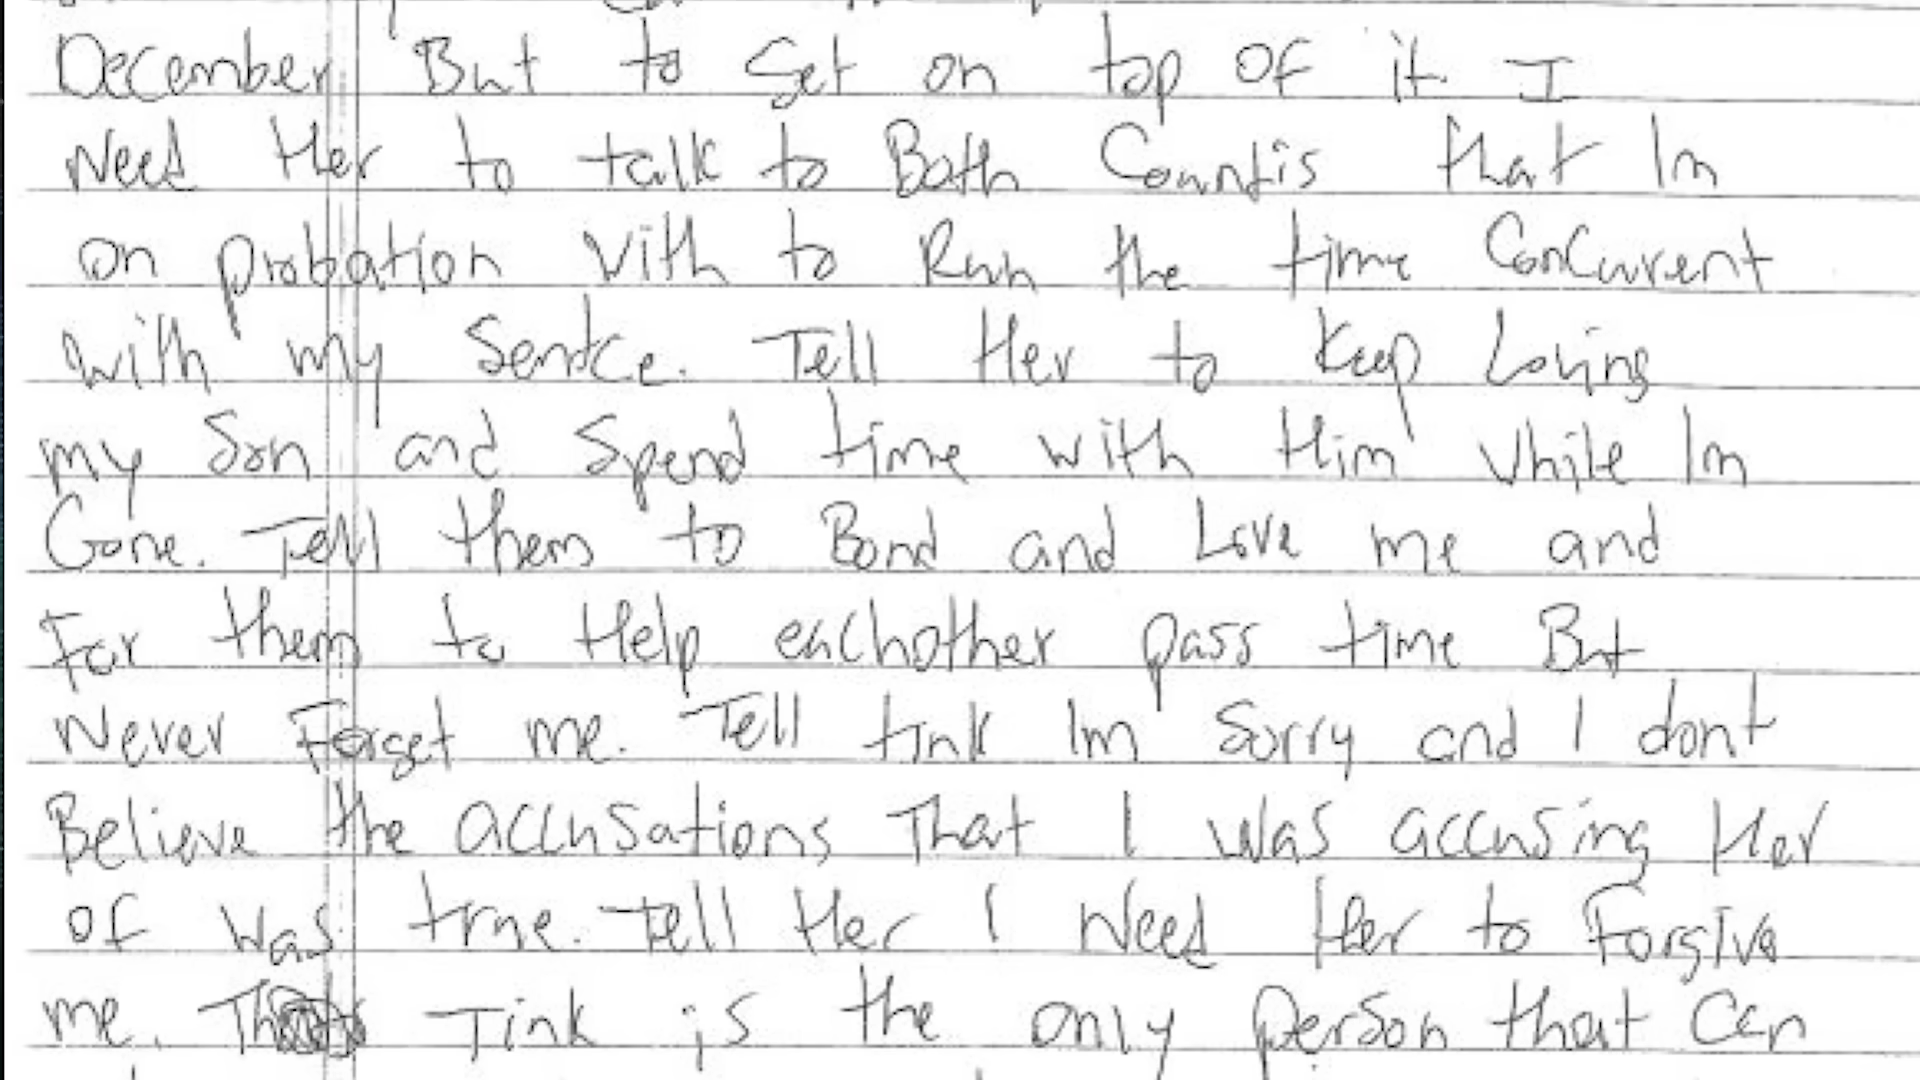 December But to Get on top OF it I
Need Her to talk to Both Countis that Im
on probation With to Run the time ConCurrent
with my Sentce. Tell Her to Keep Loving
my Son and Spend time with Him While Im
Gone. Tell them to Bond and Love me and
For them to Help eachother pass time But
Never Forget me. Tell tink Im Sorry and I dont
Believe the accusations That I Was accusing Her
of Was true. Tell Her I Need Her to Forgive
me. Tink is the only person that Can